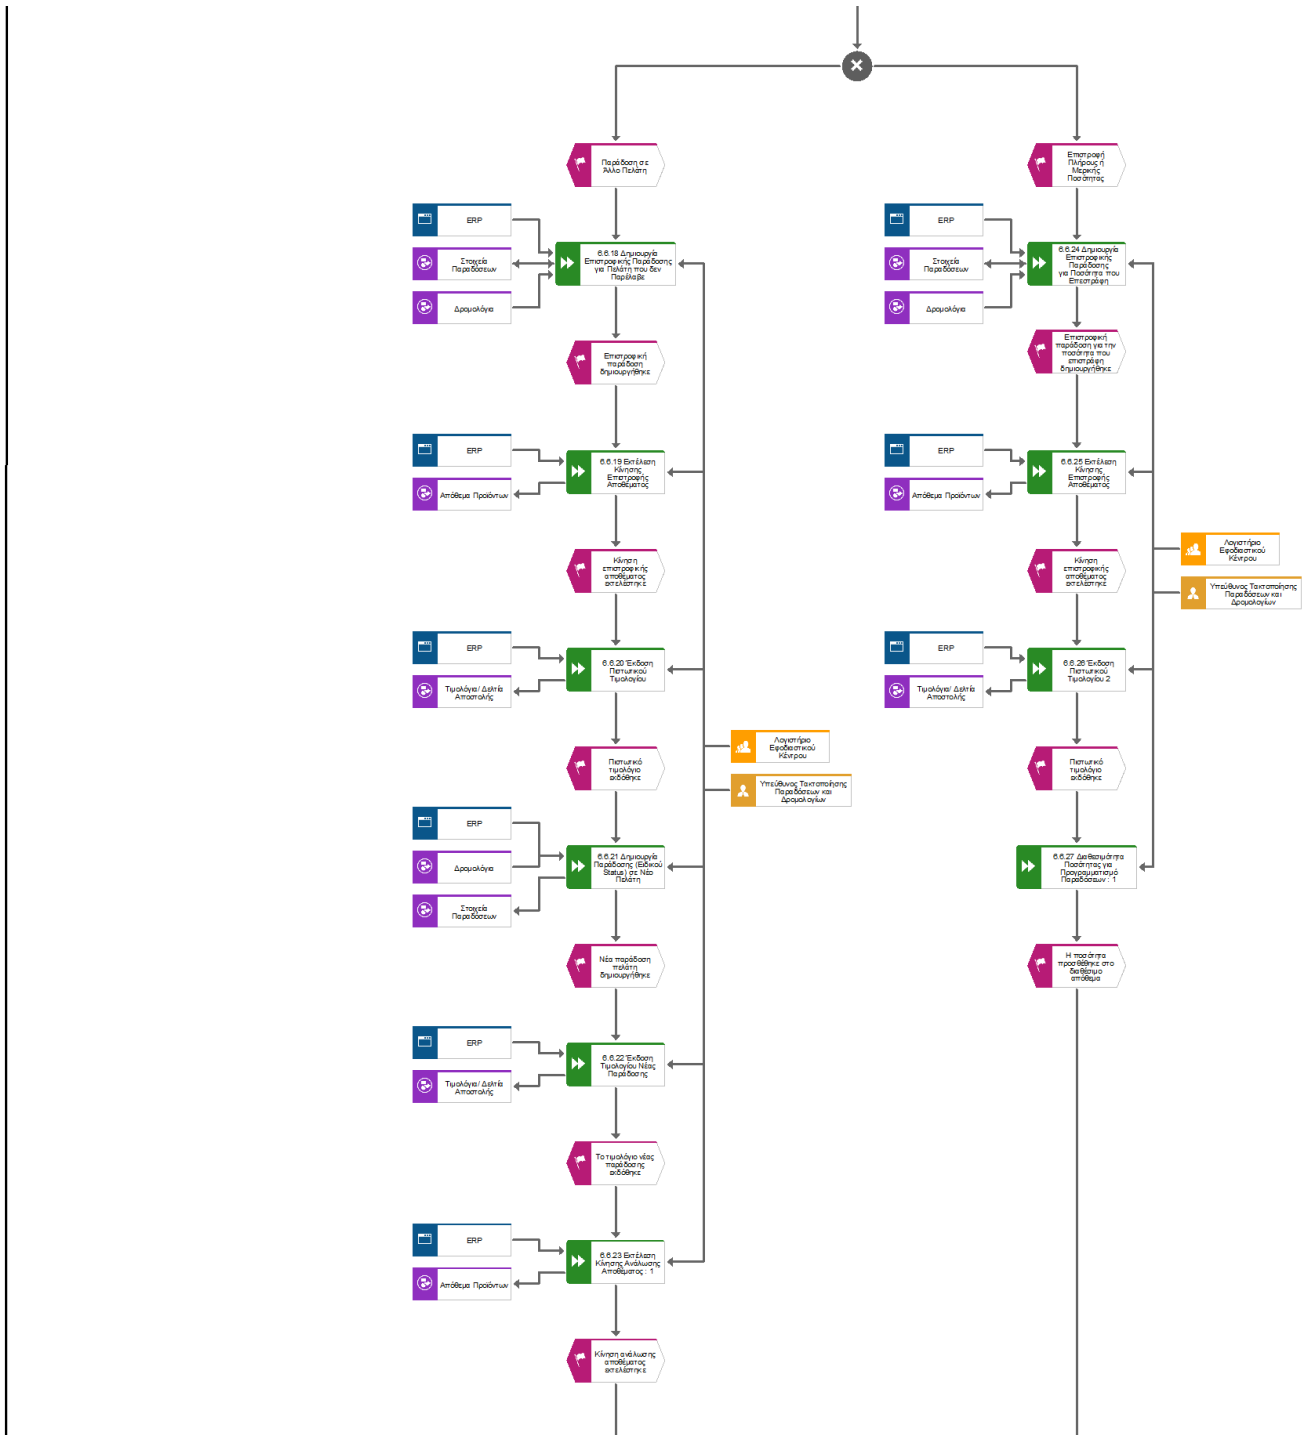 Παράδοση σε
Άλλο Πελάτη
ERP
Στοιχεία
Παραδόσεων
Δρομολόγια
6.6.18 Δημιουργία
Επιστροφικής Παράδοσης
για Πελάτη που δεν
Παρέλαβε
Επιστροφική
παράδοση
δημιουργήθηκε
ERP
Απόθεμα Προϊόντων
6.6.19 Εκτέλεση
Κίνησης
Επιστροφής
Αποθέματος
Κίνηση
επιστροφικής
αποθέματος
εκτελέστηκε
ERP
Τιμολόγια/ Δελτία
Αποστολής
6.6.20 Έκδοση
Πιστωτικού
Τιμολογίου
Πιστωτικό
τιμολόγιο
εκδόθηκε
Λογιστήριο
Εφοδιαστικού
Κέντρου
Υπεύθυνος Τακτοποίησης
Παραδόσεων και
Δρομολογίων
ERP
Δρομολόγια
Στοιχεία
Παραδόσεων
6.6.21 Δημιουργία
Παράδοσης (Ειδικού
Status) σε Νέο
Πελάτη
Νέα παράδοση
πελάτη
δημιουργήθηκε
ERP
Τιμολόγια/ Δελτία
Αποστολής
6.6.22 Έκδοση
Τιμολογίου Νέας
Παράδοσης
Το τιμολόγιο νέας
παράδοσης
εκδόθηκε
ERP
Απόθεμα Προϊόντων
6.6.23 Εκτέλεση
Κίνησης Ανάλωσης
Αποθέματος : 1
Κίνηση ανάλωσης
αποθέματος
εκτελέστηκε
Επιστροφή
Πλήρους ή
Μερικής
Ποσότητας
ERP
Στοιχεία
Παραδόσεων
Δρομολόγια
6.6.24 Δημιουργία
Επιστροφικής
Παράδοσης
για Ποσότητα που
Επεστράφη
Επιστροφική
παράδοση για την
ποσότητα που
επιστράφη
δημιουργήθηκε
ERP
Απόθεμα Προϊόντων
6.6.25 Εκτέλεση
Κίνησης
Επιστροφής
Αποθέματος
Κίνηση
επιστροφικής
αποθέματος
εκτελέστηκε
Λογιστήριο
Εφοδιαστικού
Κέντρου
Υπεύθυνος Τακτοποίησης
Παραδόσεων και
Δρομολογίων
ERP
Τιμολόγια/ Δελτία
Αποστολής
6.6.26 Έκδοση
Πιστωτικού
Τιμολογίου 2
Πιστωτικό
τιμολόγιο
εκδόθηκε
6.6.27 Διαθεσιμότητα
Ποσότητας για
Προγραμματισμό
Παραδόσεων : 1
Η ποσότητα
προσθέθηκε στο
διαθέσιμο
απόθεμα